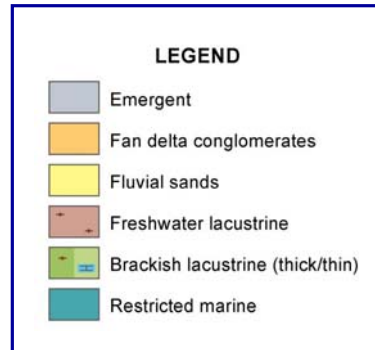 LEGEND
Emergent
Fan delta conglomerates
Fluvial sands
Freshwater lacustrine
Brackish lacustrine (thick/thin)
Restricted marine